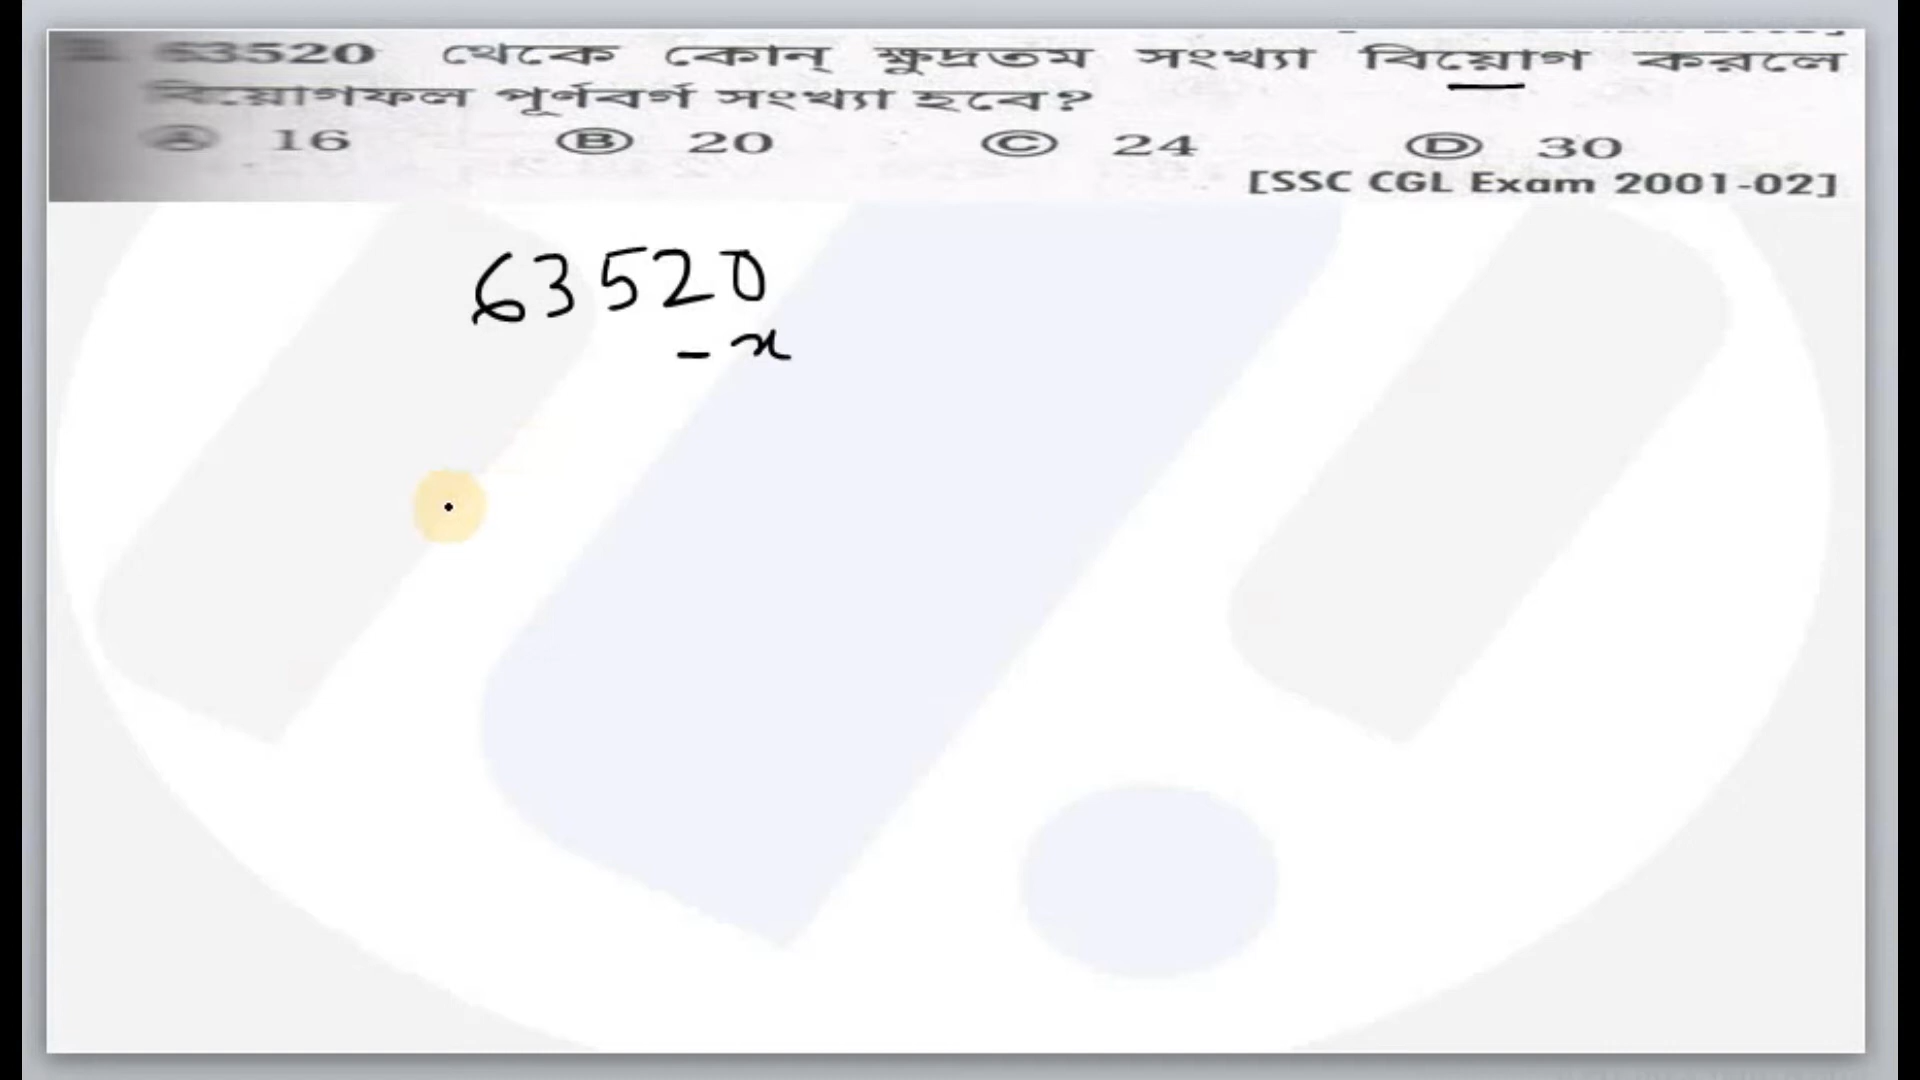 63520 থেকে কোন্ ক্ষুদ্রতম সংখ্যা বিয়োগ করলে
বিয়োগফল পূর্ণবর্গ সংখ্যা হবে?
Ⓐ 16 Ⓑ 20 Ⓒ 24 Ⓓ 30
[SSC CGL Exam 2001-02]
63520
- x